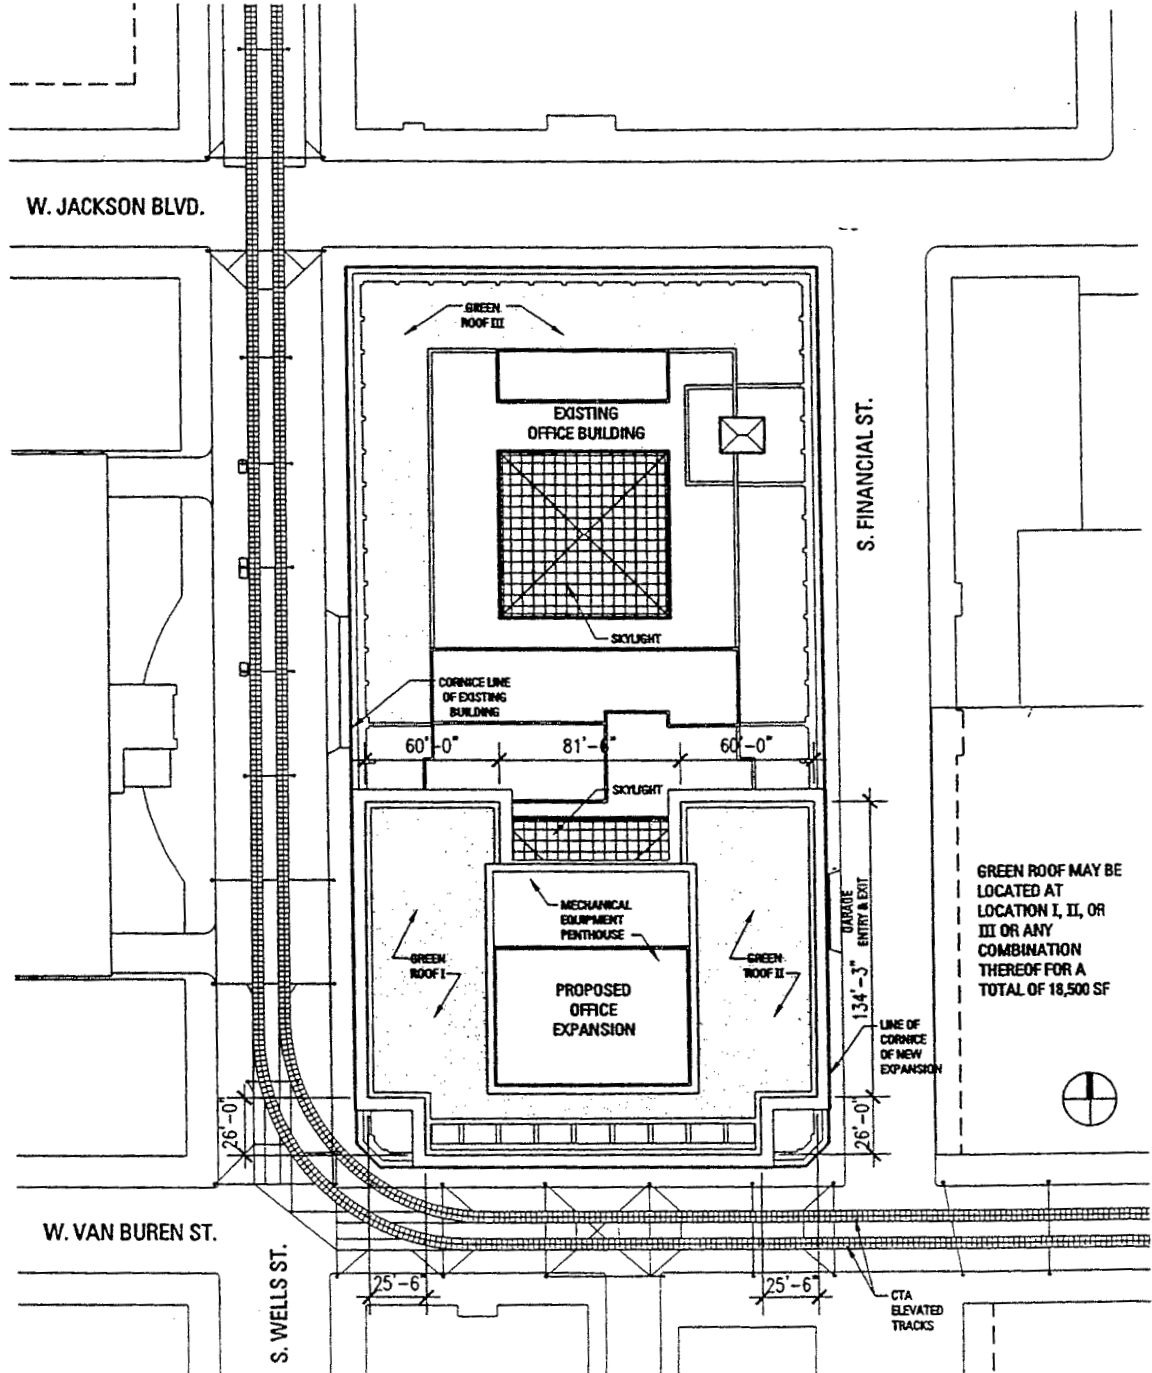 W. JACKSON BLVD.
GREEN
ROOF III
EXISTING
OFFICE BUILDING
S. FINANCIAL ST.
SKYLIGHT
CORNICE LINE
OF EXISTING
BUILDING
60'-0"
81'-6"
60'-0"
SKYLIGHT
MECHANICAL
EQUIPMENT
PENTHOUSE
GARAGE
ENTRY & EXIT
GREEN
ROOF I
GREEN
ROOF II
PROPOSED
OFFICE
EXPANSION
134'-3"
GREEN ROOF MAY BE
LOCATED AT
LOCATION I, II, OR
III OR ANY
COMBINATION
THEREOF FOR A
TOTAL OF 18,500 SF
LINE OF
CORNICE
OF NEW
EXPANSION
26'-0"
26'-0"
W. VAN BUREN ST.
S. WELLS ST.
25'-6"
25'-6"
CTA
ELEVATED
TRACKS